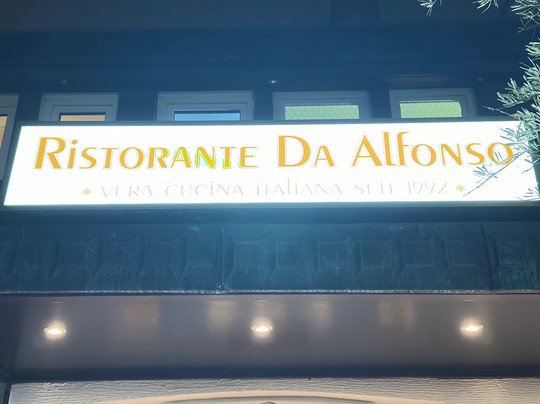 Ristorante Da Alfonso
* Vera Cucina Italiana seit 1992 *